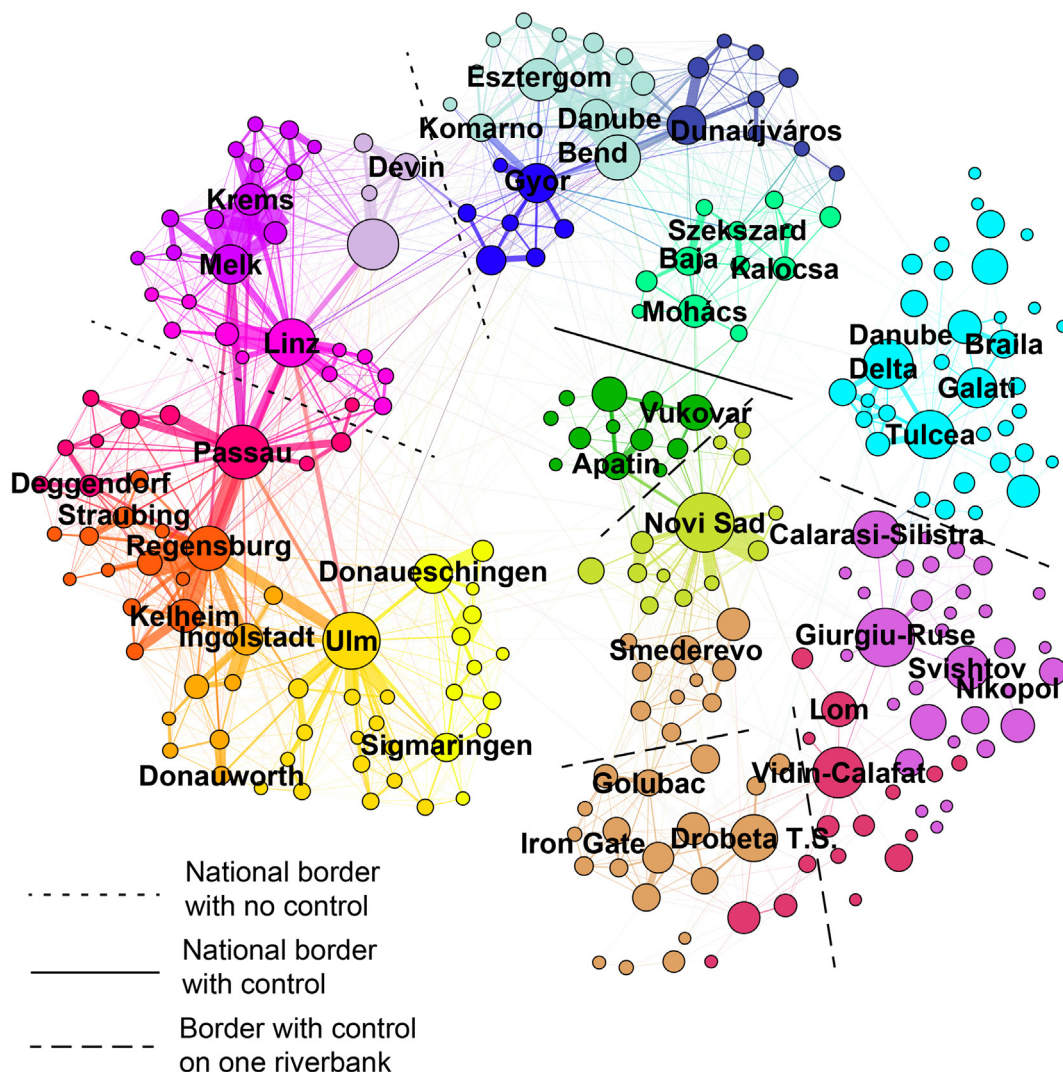 Esztergom
Komarno
Danube
Bend
Dunaújváros
Devin
Gyor
Krems
Melk
Szekszard
Baja
Kalocsa
Mohács
Linz
Danube
Delta
Braila
Galati
Tulcea
Vukovar
Apatin
Passau
Deggendorf
Straubing
Regensburg
Novi Sad
Calarasi-Silistra
Donaueschingen
Kelheim
Ingolstadt
Ulm
Smederevo
Giurgiu-Ruse
Svishtov
Nikopol
Lom
Sigmaringen
Donauworth
Golubac
Vidin-Calafat
Iron Gate
Drobeta T.S.
National border
with no control
National border
with control
Border with control
on one riverbank